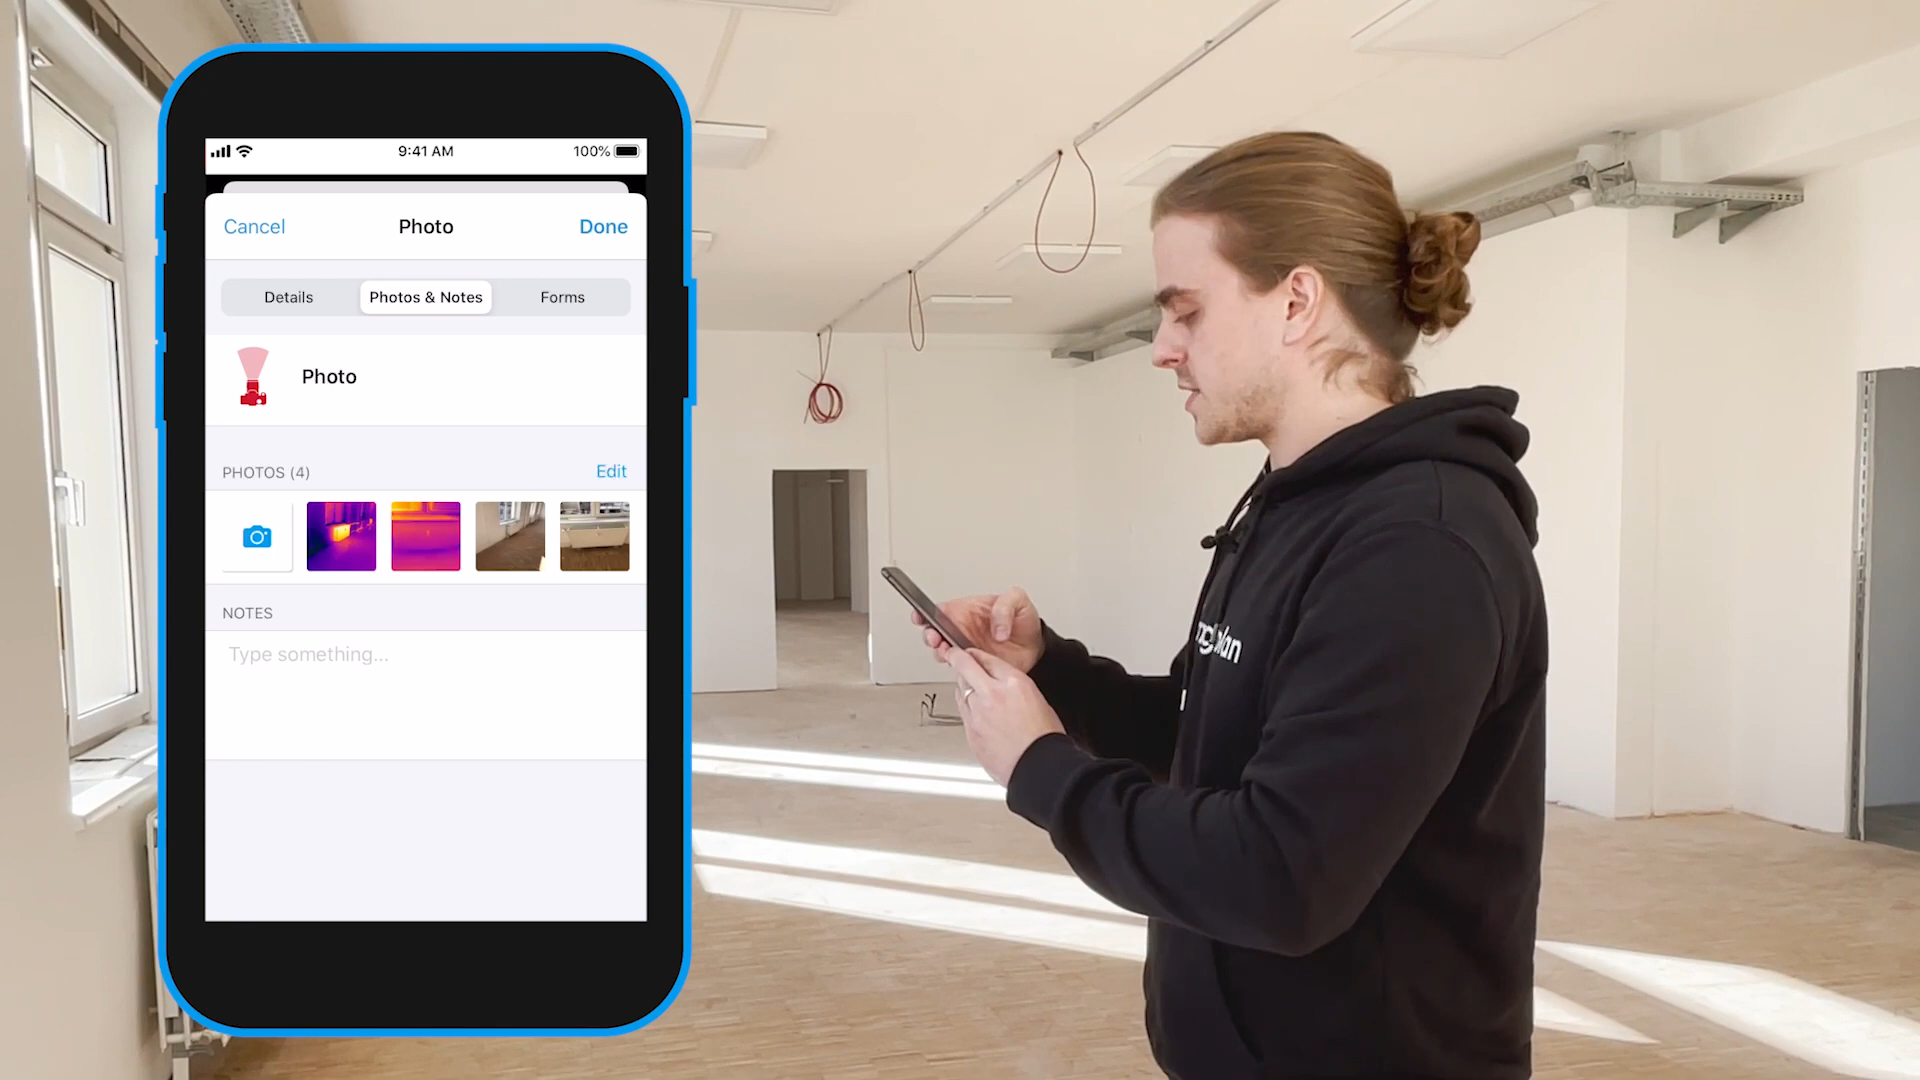 9:41 AM 100%
Cancel Photo Done
Details Photos & Notes Forms
Photo
PHOTOS (4) Edit
NOTES
Type something...